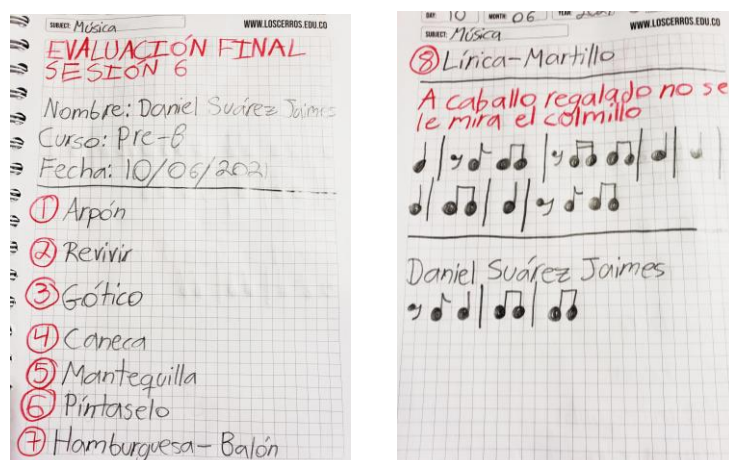 SUBJECT: Música
WWW.LOSCERROS.EDU.CO
EVALUACIÓN FINAL
SESIÓN 6
Nombre: Daniel Suárez Jaimes
Curso: Pre-B
Fecha: 10/06/2021
① Arpón
② Revivir
③ Gótico
④ Caneca
⑤ Mantequilla
⑥ Píntaselo
⑦ Hamburguesa-Balón
DAY 10 MONTH 06 YEAR 2021
SUBJECT: Música
WWW.LOSCERROS.EDU.CO
⑧ Lírica-Martillo
A caballo regalado no se
le mira el colmillo
Daniel Suárez Jaimes